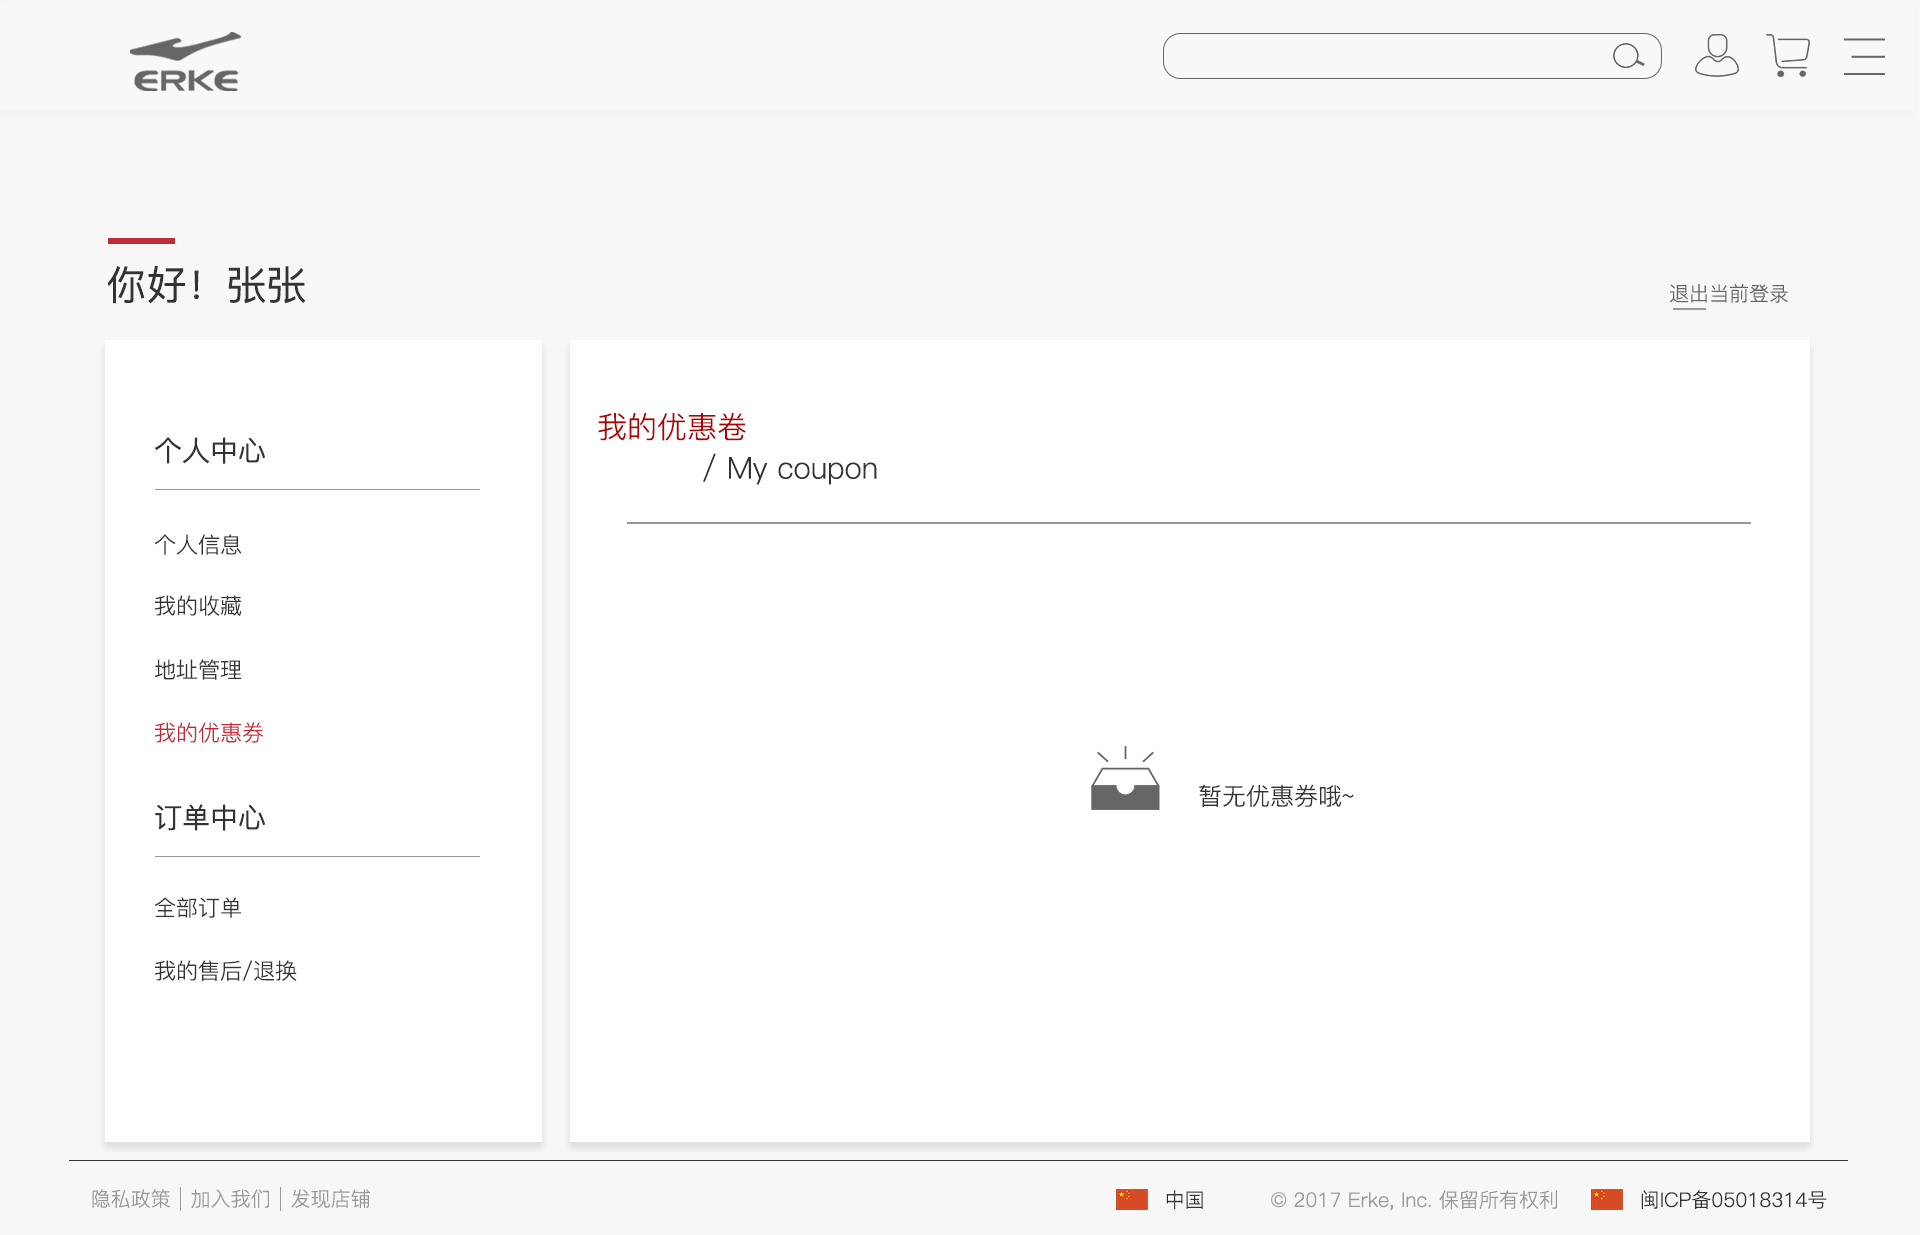 ERKE
你好！张张
退出当前登录
个人中心
个人信息
我的收藏
地址管理
我的优惠券
订单中心
全部订单
我的售后/退换
我的优惠卷
/ My coupon
暂无优惠券哦~
隐私政策｜加入我们｜发现店铺
中国
© 2017 Erke, Inc. 保留所有权利
闽ICP备05018314号